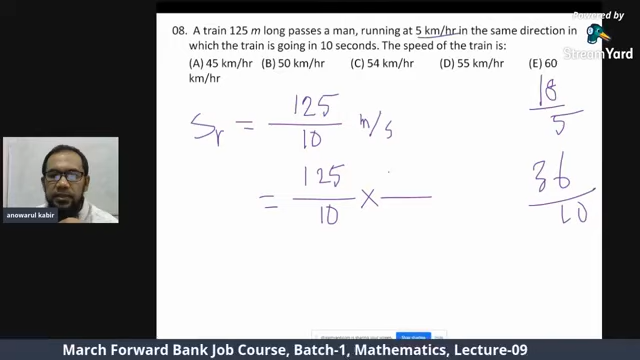 Powered by
StreamYard
08. A train 125 m long passes a man, running at 5 km/hr in the same direction in
which the train is going in 10 seconds. The speed of the train is:
(A) 45 km/hr (B) 50 km/hr (C) 54 km/hr (D) 55 km/hr (E) 60
km/hr
18
5
Sr = 125/10 m/s
= 125/10 ×
36
10
anowarul kabir
March Forward Bank Job Course, Batch-1, Mathematics, Lecture-09